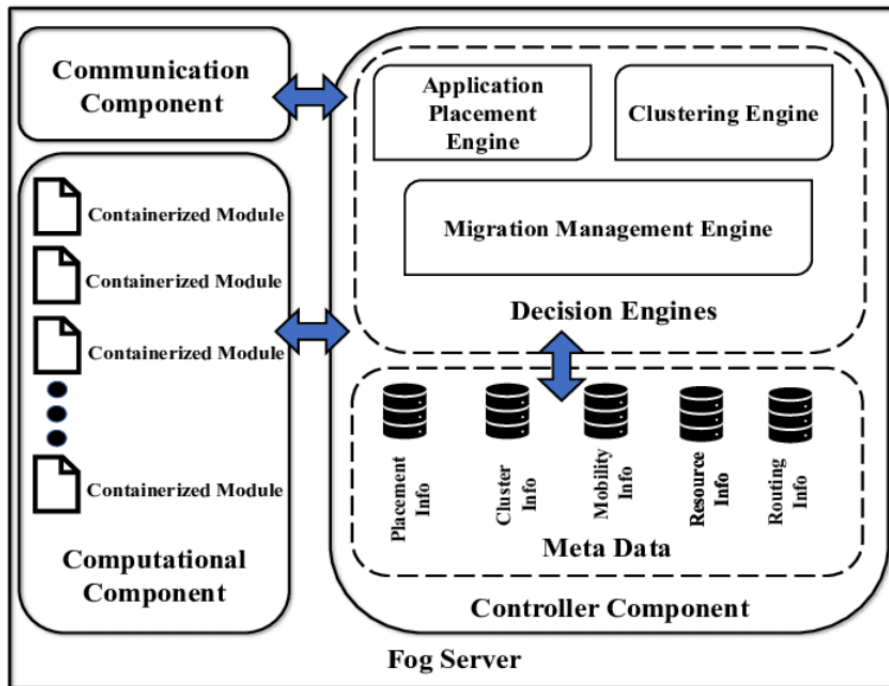 Communication
Component
Containerized Module
Containerized Module
Containerized Module
Containerized Module
Computational
Component
Application
Placement
Engine
Clustering Engine
Migration Management Engine
Decision Engines
Placement
Info
Cluster
Info
Mobility
Info
Resource
Info
Routing
Info
Meta Data
Controller Component
Fog Server